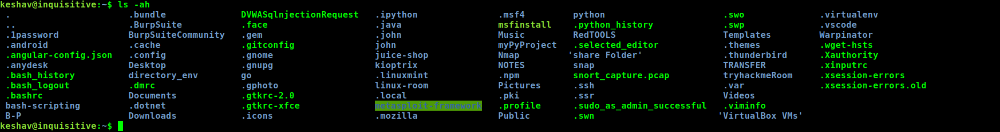 keshav@inquisitive:~$ ls -ah
. .bundle DVWASqlnjectionRequest .ipython .msf4 python .swo .virtualenv
.. .BurpSuite .face .java msfinstall .python_history .swp .vscode
.1password BurpSuiteCommunity .gem .john Music RedTOOLS Templates Warpinator
.android .cache .gitconfig john myPyProject .selected_editor .themes .wget-hsts
.angular-config.json .config .gnome juice-shop Nmap 'share Folder' .thunderbird .Xauthority
.anydesk Desktop .gnupg kioptrix NOTES snap TRANSFER .xinputrc
.bash_history directory_env go .linuxmint .npm snort_capture.pcap tryhackmeRoom .xsession-errors
.bash_logout .dmrc .gphoto linux-room Pictures .ssh .var .xsession-errors.old
.bashrc Documents .gtkrc-2.0 .local .pki .ssr Videos
bash-scripting .dotnet .gtkrc-xfce metasploit-framework .profile .sudo_as_admin_successful .viminfo
B-P Downloads .icons .mozilla Public .swn 'VirtualBox VMs'
keshav@inquisitive:~$